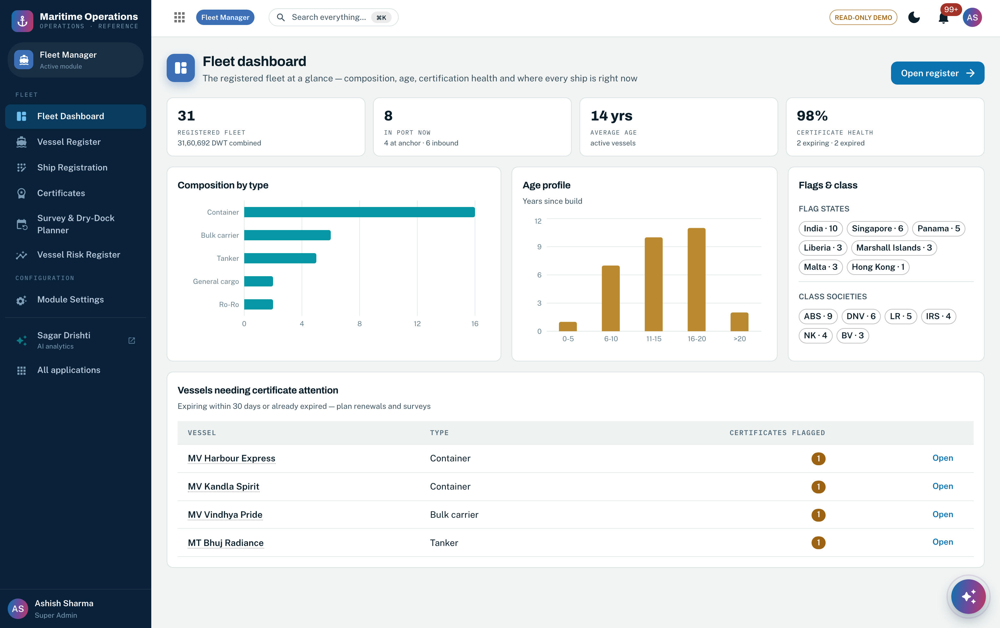 Maritime Operations
OPERATIONS · REFERENCE
Fleet Manager
Active module
FLEET
Fleet Dashboard
Vessel Register
Ship Registration
Certificates
Survey & Dry-Dock
Planner
Vessel Risk Register
CONFIGURATION
Module Settings
Sagar Drishti
AI analytics
All applications
AS
Ashish Sharma
Super Admin
Fleet Manager
Search everything...
⌘K
READ-ONLY DEMO
99+
AS
Fleet dashboard
The registered fleet at a glance — composition, age, certification health and where every ship is right now
Open register
31
REGISTERED FLEET
31,60,692 DWT combined
8
IN PORT NOW
4 at anchor · 6 inbound
14 yrs
AVERAGE AGE
active vessels
98%
CERTIFICATE HEALTH
2 expiring · 2 expired
Composition by type
Container
Bulk carrier
Tanker
General cargo
Ro-Ro
0 4 8 12 16
Age profile
Years since build
12
9
6
3
0
0-5 6-10 11-15 16-20 >20
Flags & class
FLAG STATES
India · 10 Singapore · 6 Panama · 5
Liberia · 3 Marshall Islands · 3
Malta · 3 Hong Kong · 1
CLASS SOCIETIES
ABS · 9 DNV · 6 LR · 5 IRS · 4
NK · 4 BV · 3
Vessels needing certificate attention
Expiring within 30 days or already expired — plan renewals and surveys
VESSEL TYPE CERTIFICATES FLAGGED
MV Harbour Express Container 1 Open
MV Kandla Spirit Container 1 Open
MV Vindhya Pride Bulk carrier 1 Open
MT Bhuj Radiance Tanker 1 Open